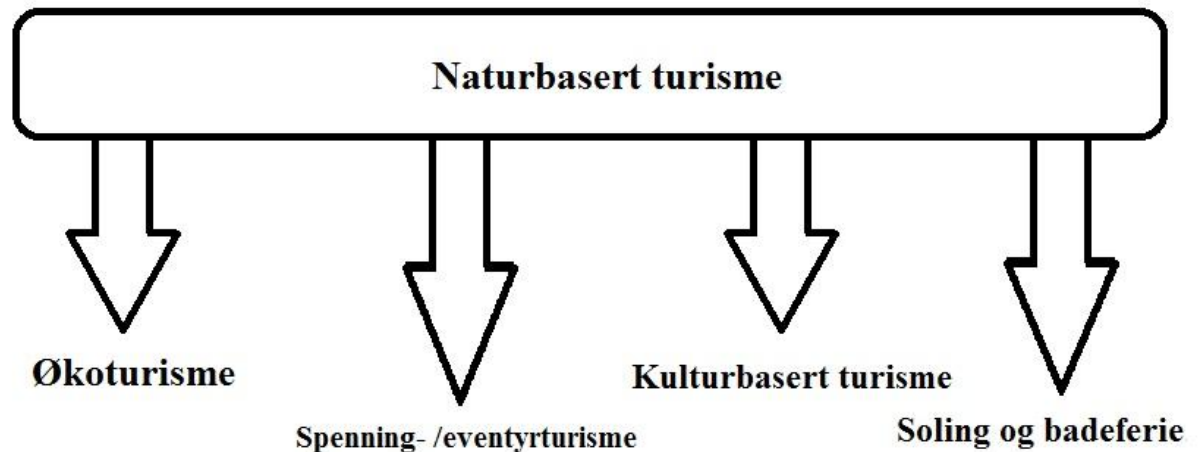 Naturbasert turisme
Økoturisme
Spenning- /eventyrturisme
Kulturbasert turisme
Soling og badeferie